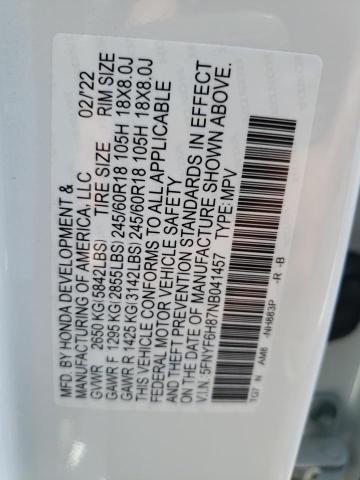 MFD. BY HONDA DEVELOPMENT &
MANUFACTURING OF AMERICA, LLC 02/22
TIRE SIZE RIM SIZE
GVWR 2650 KG(5842LBS)
GAWR F 1295 KG(2855LBS) 245/60R18 105H 18X8.0J
GAWR R 1425 KG(3142LBS) 245/60R18 105H 18X8.0J
THIS VEHICLE CONFORMS TO ALL APPLICABLE
FEDERAL MOTOR VEHICLE SAFETY
AND THEFT PREVENTION STANDARDS IN EFFECT
ON THE DATE OF MANUFACTURE SHOWN ABOVE.
V.I.N. 5FNYF6H87NB041457 TYPE: MPV
TG7 N AM8 -NH883P -R -B